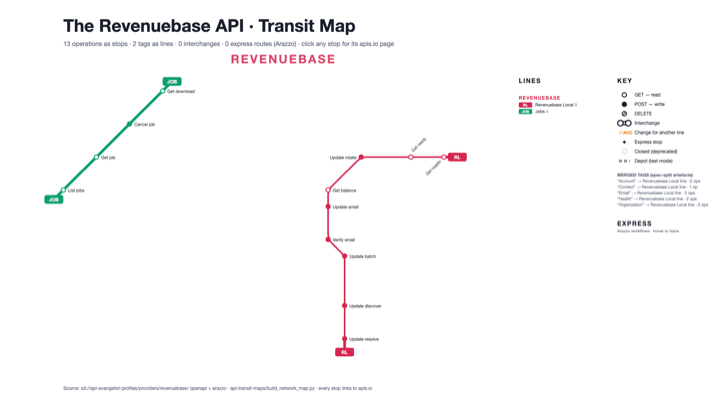 The Revenuebase API · Transit Map
13 operations as stops · 2 tags as lines · 0 interchanges · 0 express routes (Arazzo) · click any stop for its apis.io page
REVENUEBASE
JOB
Get download
Cancel job
Get job
List jobs
JOB
Get ready
Get health
RL
Update rotate
Get balance
Update email
Verify email
Update batch
Update discover
Update resolve
RL
LINES
REVENUEBASE
RL Revenuebase Local
JOB Jobs
KEY
GET — read
POST — write
DELETE
Interchange
Change for another line
Express stop
Closed (deprecated)
Depot (test mode)
MERGED TAGS (spec-split artefacts)
"Account" → Revenuebase Local line · 2 ops
"Contact" → Revenuebase Local line · 1 op
"Email" → Revenuebase Local line · 2 ops
"Health" → Revenuebase Local line · 2 ops
"Organization" → Revenuebase Local line · 2 ops
EXPRESS
Arazzo workflows · hover to trace
Source: s3://api-evangelist-profiles/providers/revenuebase/ openapi + arazzo · api-transit-maps/build_network_map.py · every stop links to apis.io